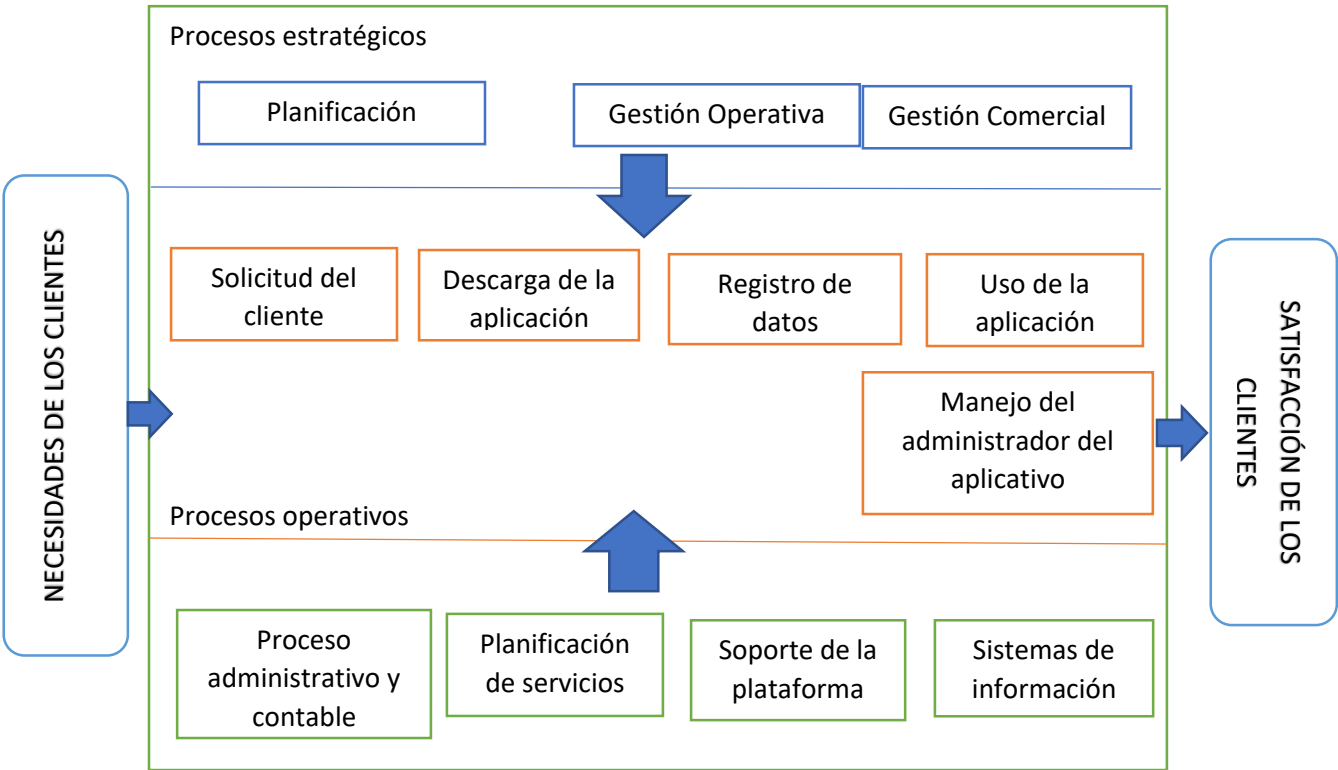 Procesos estratégicos
Planificación
Gestión Operativa
Gestión Comercial
NECESIDADES DE LOS CLIENTES
Solicitud del
cliente
Descarga de la
aplicación
Registro de
datos
Uso de la
aplicación
Manejo del
administrador del
aplicativo
SATISFACCIÓN DE LOS
CLIENTES
Procesos operativos
Proceso
administrativo y
contable
Planificación
de servicios
Soporte de la
plataforma
Sistemas de
información